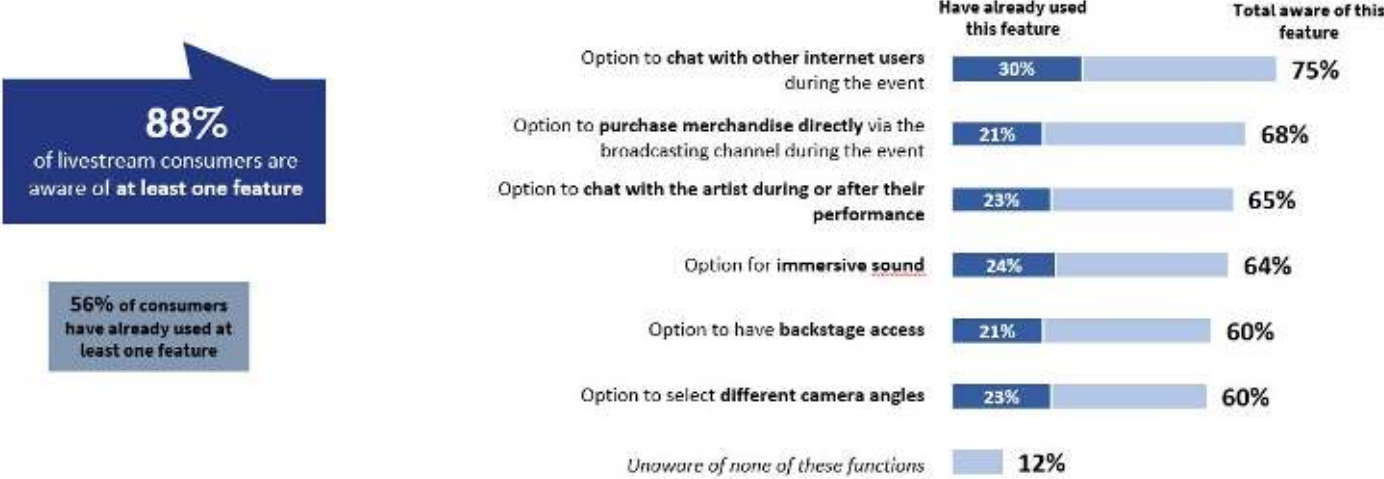 88%
of livestream consumers are
aware of at least one feature
56% of consumers
have already used at
least one feature
Have already used
this feature
Total aware of this
feature
Option to chat with other internet users
during the event
30%
75%
Option to purchase merchandise directly via the
broadcasting channel during the event
21%
68%
Option to chat with the artist during or after their
performance
23%
65%
Option for immersive sound
24%
64%
Option to have backstage access
21%
60%
Option to select different camera angles
23%
60%
Unaware of none of these functions
12%